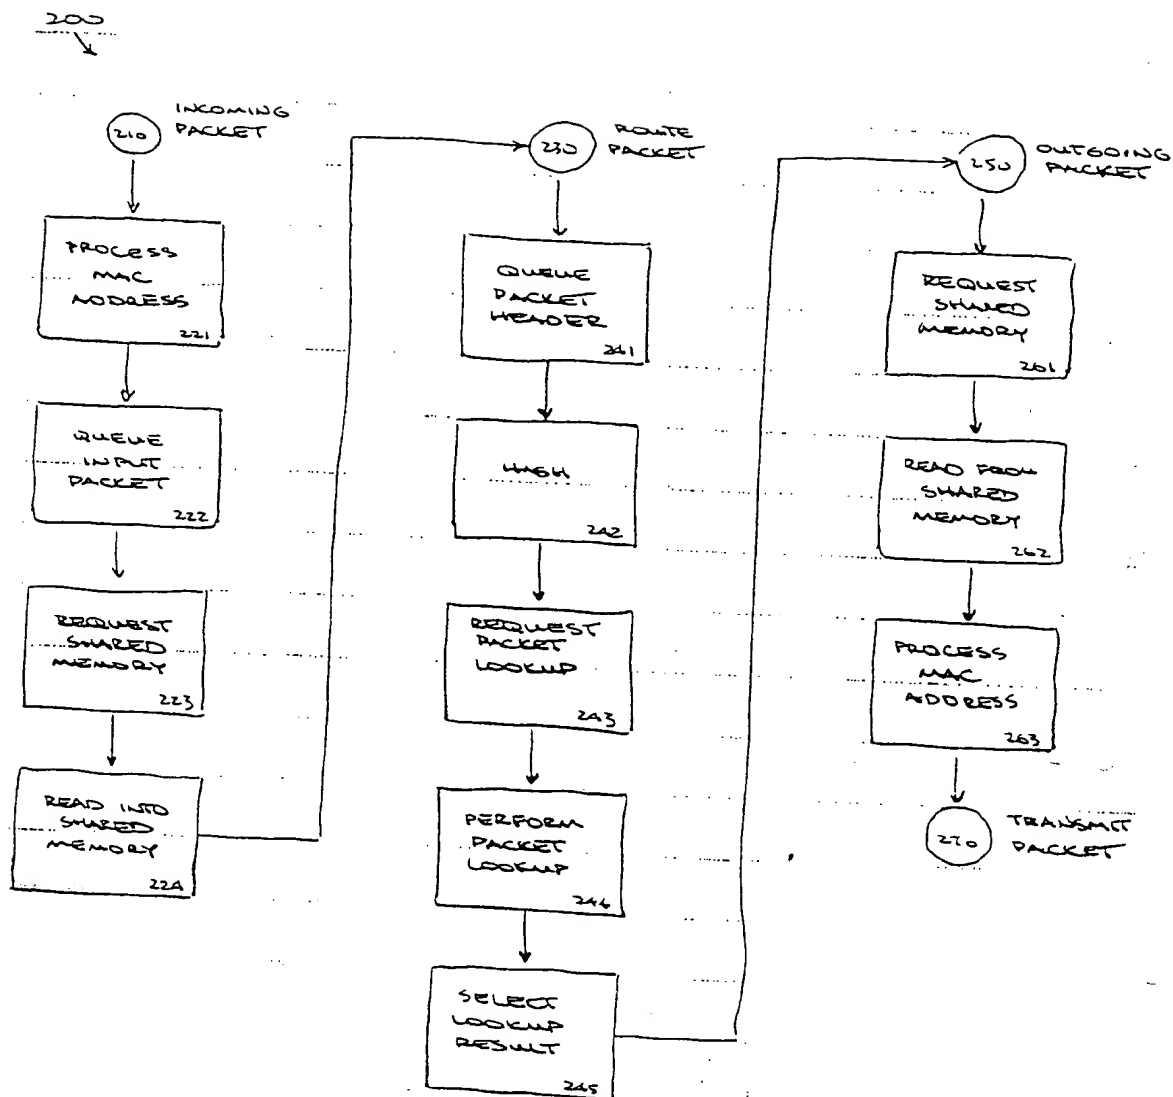 200
210
INCOMING
PACKET
PROCESS
MAC
ADDRESS
221
QUEUE
INPUT
PACKET
222
REQUEST
SHARED
MEMORY
223
READ INTO
SHARED
MEMORY
224
230
ROUTE
PACKET
QUEUE
PACKET
HEADER
241
HASH
242
REQUEST
PACKET
LOOKUP
243
PERFORM
PACKET
LOOKUP
244
SELECT
LOOKUP
RESULT
245
250
OUTGOING
PACKET
REQUEST
SHARED
MEMORY
261
READ FROM
SHARED
MEMORY
262
PROCESS
MAC
ADDRESS
263
270
TRANSMIT
PACKET